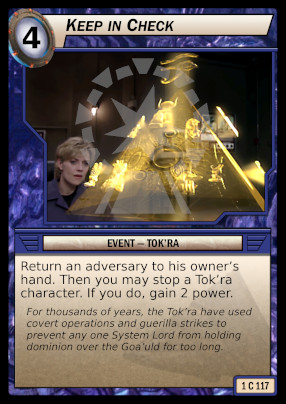 4
KEEP IN CHECK
EVENT – TOK'RA
Return an adversary to his owner's
hand. Then you may stop a Tok'ra
character. If you do, gain 2 power.
For thousands of years, the Tok'ra have used
covert operations and guerilla strikes to
prevent any one System Lord from holding
dominion over the Goa'uld for too long.
1 C 117